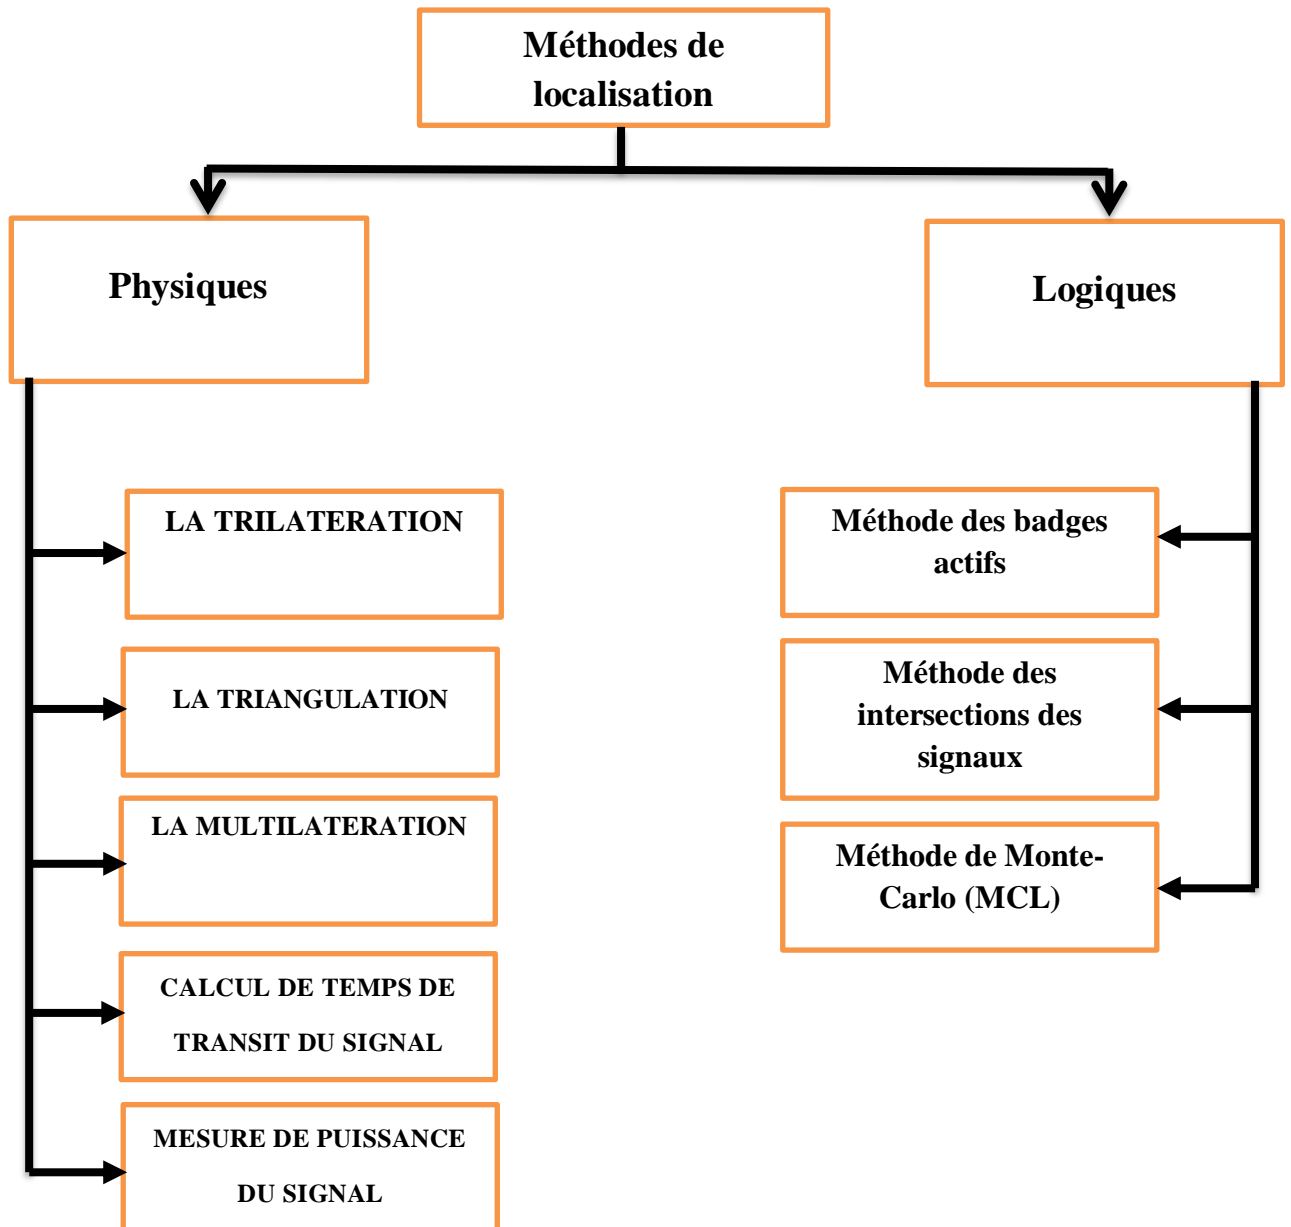 Méthodes de
localisation
Physiques
Logiques
LA TRILATERATION
LA TRIANGULATION
LA MULTILATERATION
CALCUL DE TEMPS DE
TRANSIT DU SIGNAL
MESURE DE PUISSANCE
DU SIGNAL
Méthode des badges
actifs
Méthode des
intersections des
signaux
Méthode de Monte-
Carlo (MCL)